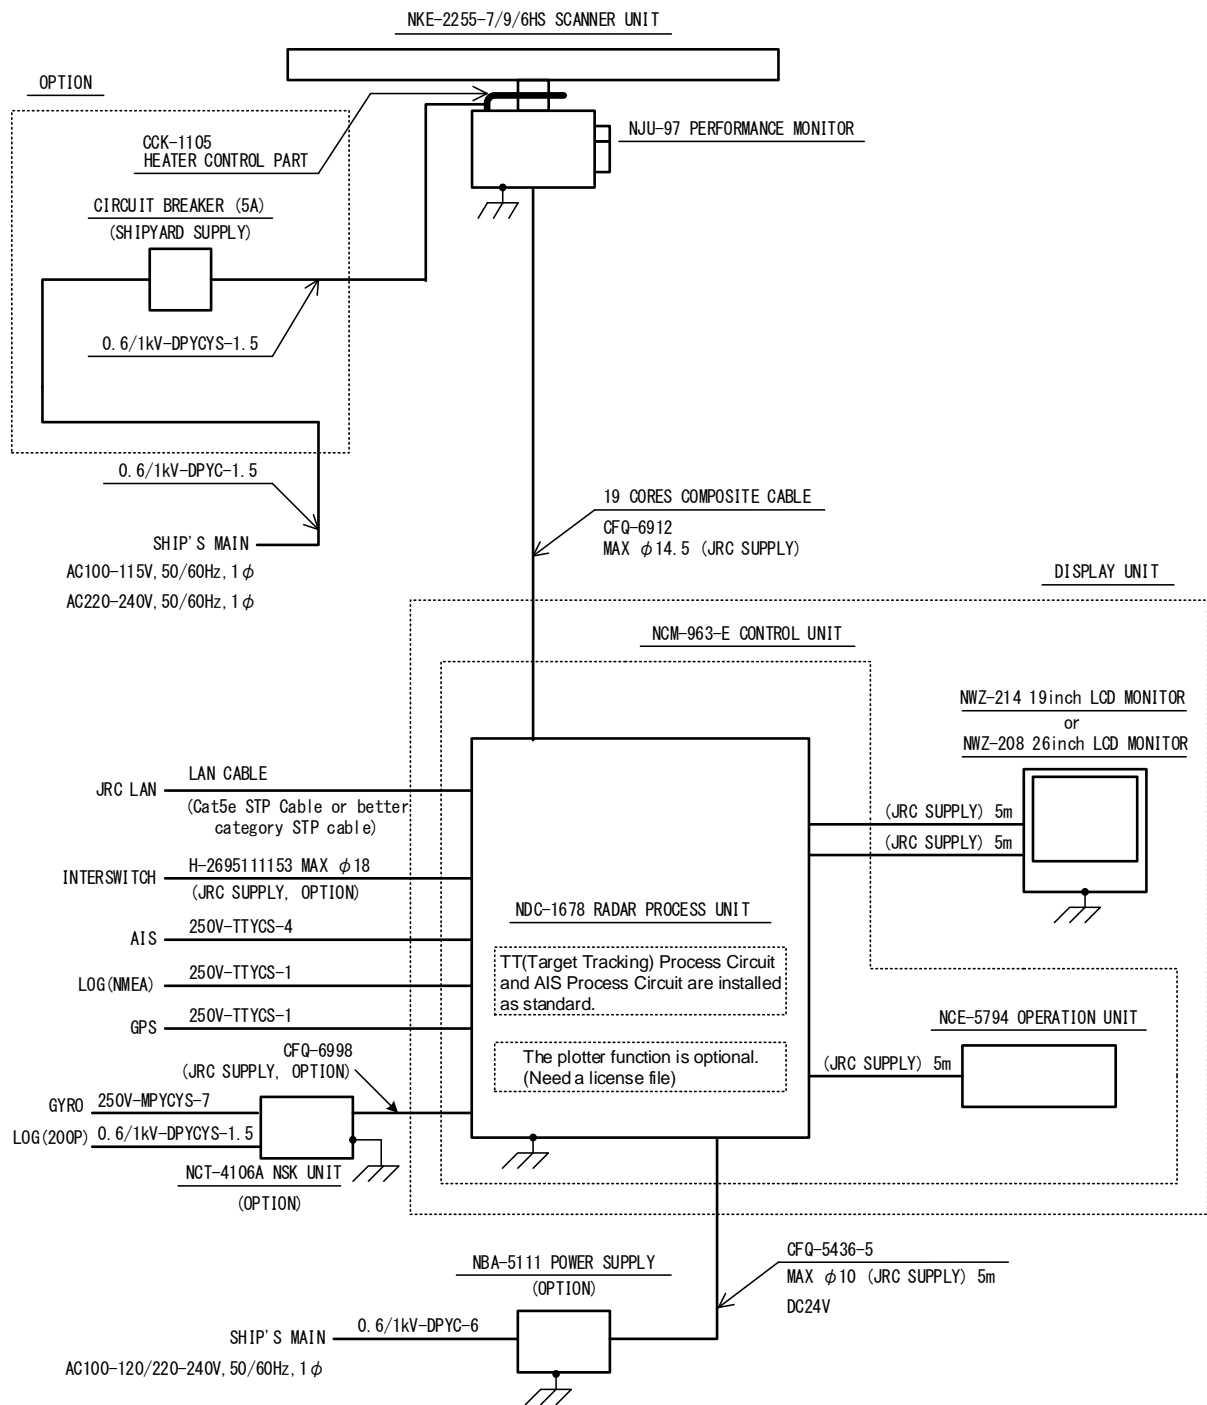 NKE-2255-7/9/6HS SCANNER UNIT
OPTION
CCK-1105
HEATER CONTROL PART
NJU-97 PERFORMANCE MONITOR
CIRCUIT BREAKER (5A)
(SHIPYARD SUPPLY)
0.6/1kV-DPYCYS-1.5
0.6/1kV-DPYC-1.5
SHIP'S MAIN
AC100-115V, 50/60Hz, 1φ
AC220-240V, 50/60Hz, 1φ
19 CORES COMPOSITE CABLE
CFQ-6912
MAX φ14.5 (JRC SUPPLY)
DISPLAY UNIT
NCM-963-E CONTROL UNIT
NWZ-214 19inch LCD MONITOR
or
NWZ-208 26inch LCD MONITOR
JRC LAN
LAN CABLE
(Cat5e STP Cable or better
category STP cable)
(JRC SUPPLY) 5m
(JRC SUPPLY) 5m
INTERSWITCH
H-2695111153 MAX φ18
(JRC SUPPLY, OPTION)
NDC-1678 RADAR PROCESS UNIT
AIS
250V-TTYCS-4
TT(Target Tracking) Process Circuit
and AIS Process Circuit are installed
as standard.
LOG(NMEA)
250V-TTYCS-1
GPS
250V-TTYCS-1
NCE-5794 OPERATION UNIT
CFQ-6998
(JRC SUPPLY, OPTION)
The plotter function is optional.
(Need a license file)
(JRC SUPPLY) 5m
GYRO
250V-MPYCYS-7
LOG(200P)
0.6/1kV-DPYCYS-1.5
NCT-4106A NSK UNIT
(OPTION)
NBA-5111 POWER SUPPLY
(OPTION)
CFQ-5436-5
MAX φ10 (JRC SUPPLY) 5m
DC24V
SHIP'S MAIN
0.6/1kV-DPYC-6
AC100-120/220-240V, 50/60Hz, 1φ